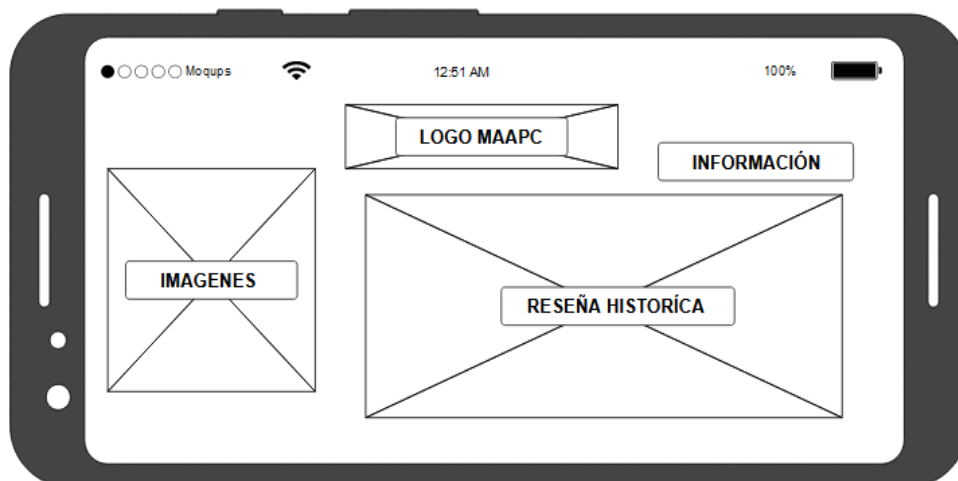 Moqups
12:51 AM
100%
LOGO MAAPC
INFORMACIÓN
IMAGENES
RESEÑA HISTORÍCA